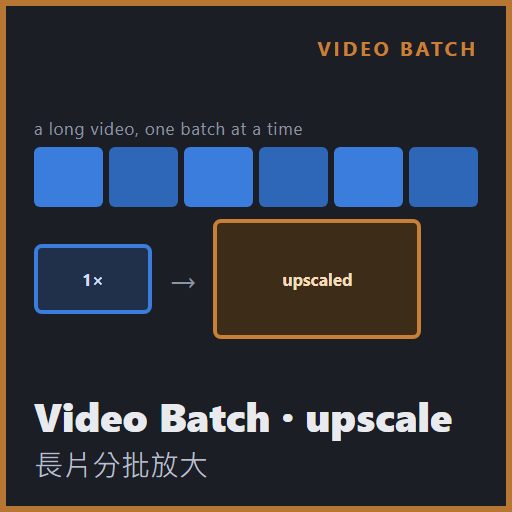 VIDEO BATCH
a long video, one batch at a time
1×
→
upscaled
Video Batch · upscale
長片分批放大